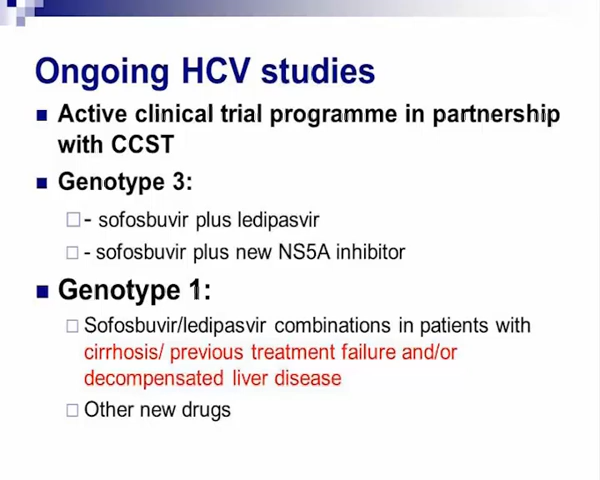 Ongoing HCV studies
Active clinical trial programme in partnership
with CCST
Genotype 3:
- sofosbuvir plus ledipasvir
- sofosbuvir plus new NS5A inhibitor
Genotype 1:
Sofosbuvir/ledipasvir combinations in patients with
cirrhosis/ previous treatment failure and/or
decompensated liver disease
Other new drugs